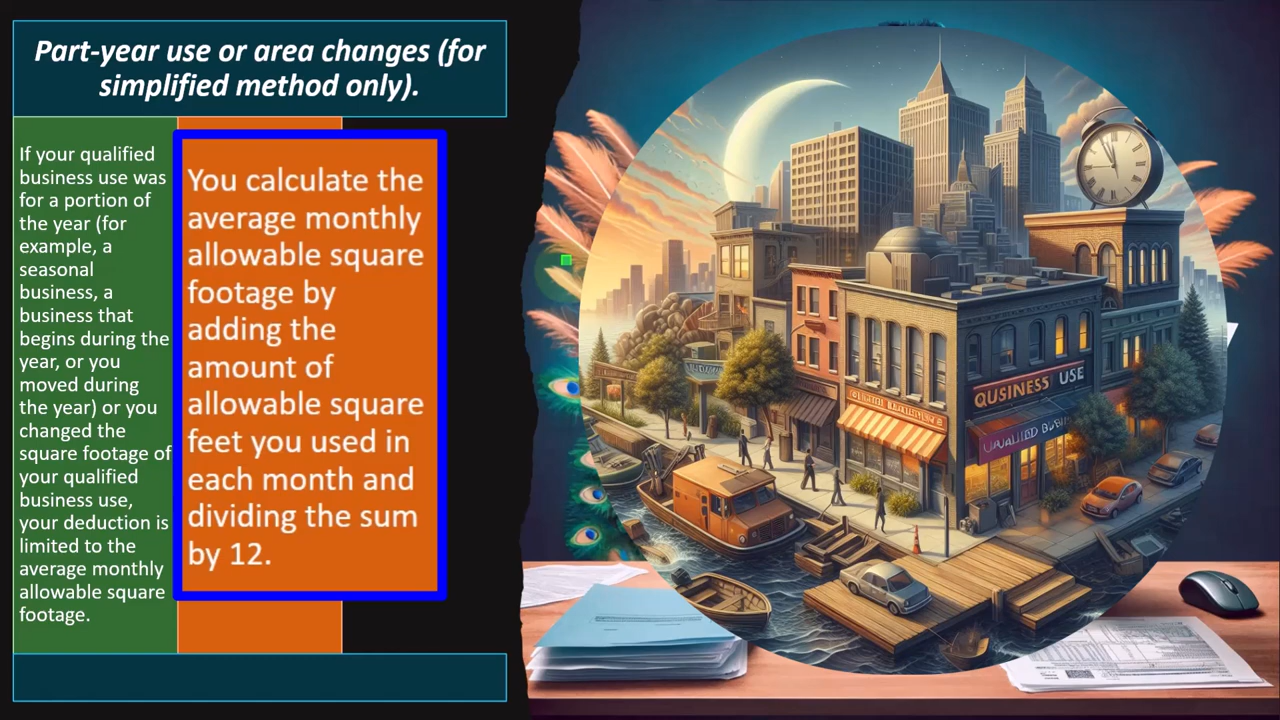 Part-year use or area changes (for
simplified method only).
If your qualified
business use was
for a portion of
the year (for
example, a
seasonal
business, a
business that
begins during the
year, or you
moved during
the year) or you
changed the
square footage of
your qualified
business use,
your deduction is
limited to the
average monthly
allowable square
footage.
You calculate the
average monthly
allowable square
footage by
adding the
amount of
allowable square
feet you used in
each month and
dividing the sum
by 12.
QUSINESS USE